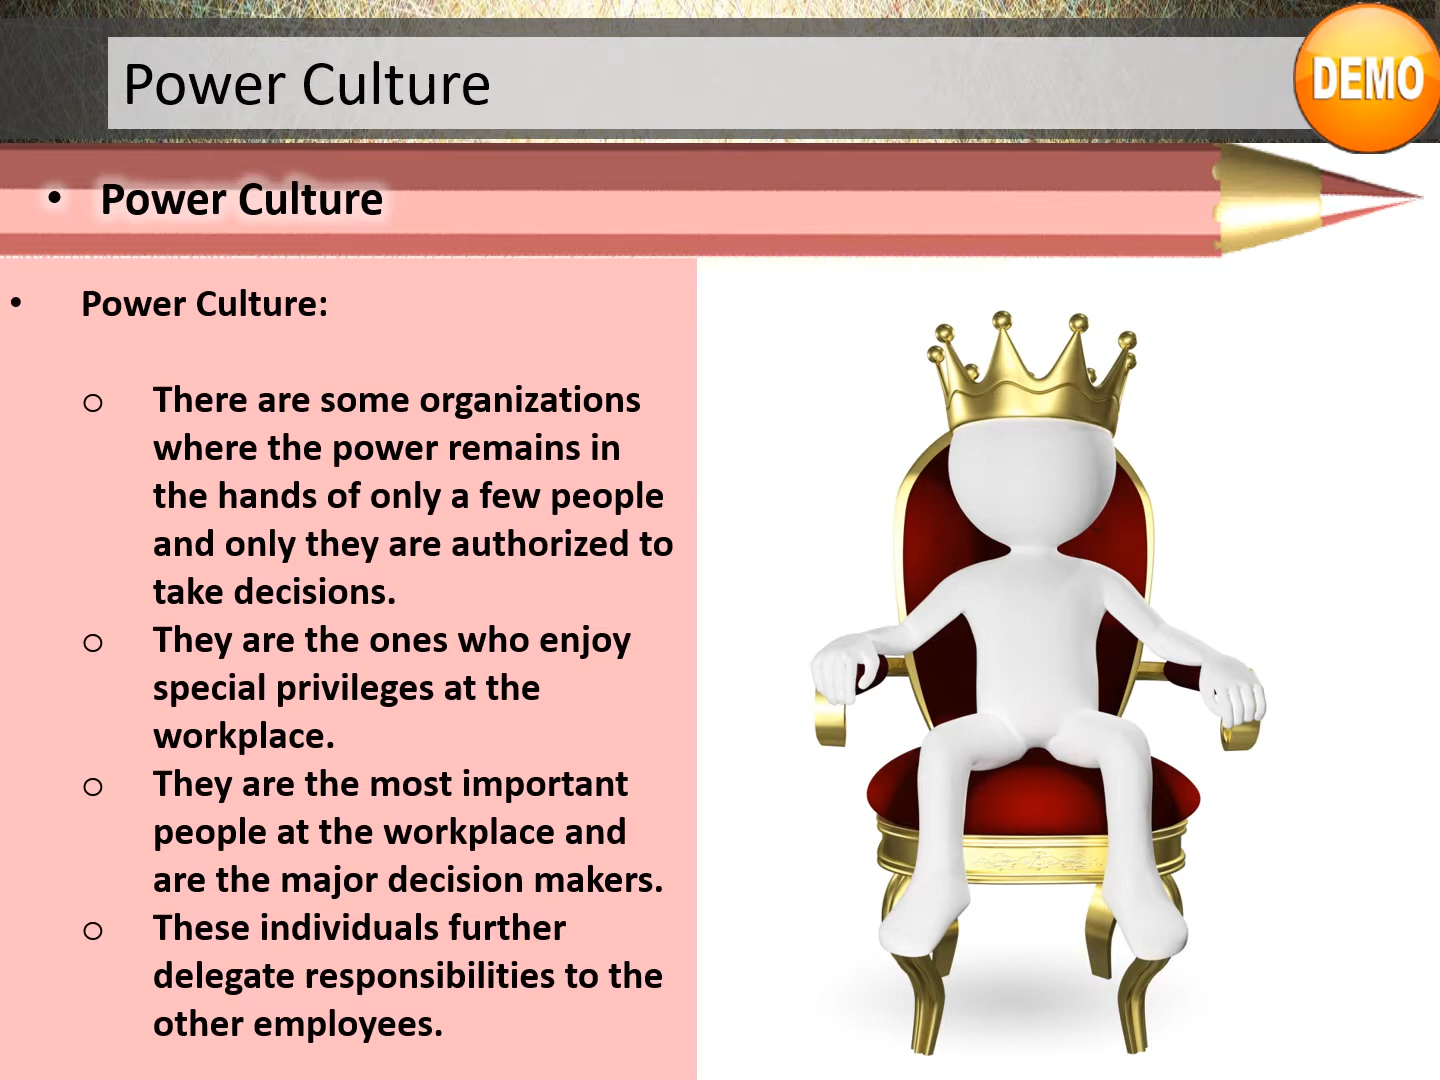 Power Culture
DEMO
• Power Culture
• Power Culture:
o There are some organizations
where the power remains in
the hands of only a few people
and only they are authorized to
take decisions.
o They are the ones who enjoy
special privileges at the
workplace.
o They are the most important
people at the workplace and
are the major decision makers.
o These individuals further
delegate responsibilities to the
other employees.